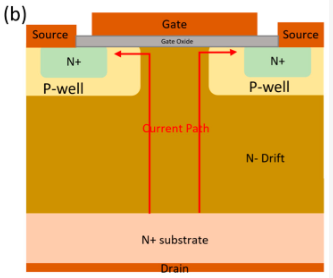 (b)
Gate
Source
Source
Gate Oxide
N+
N+
P-well
P-well
Current Path
N- Drift
N+ substrate
Drain